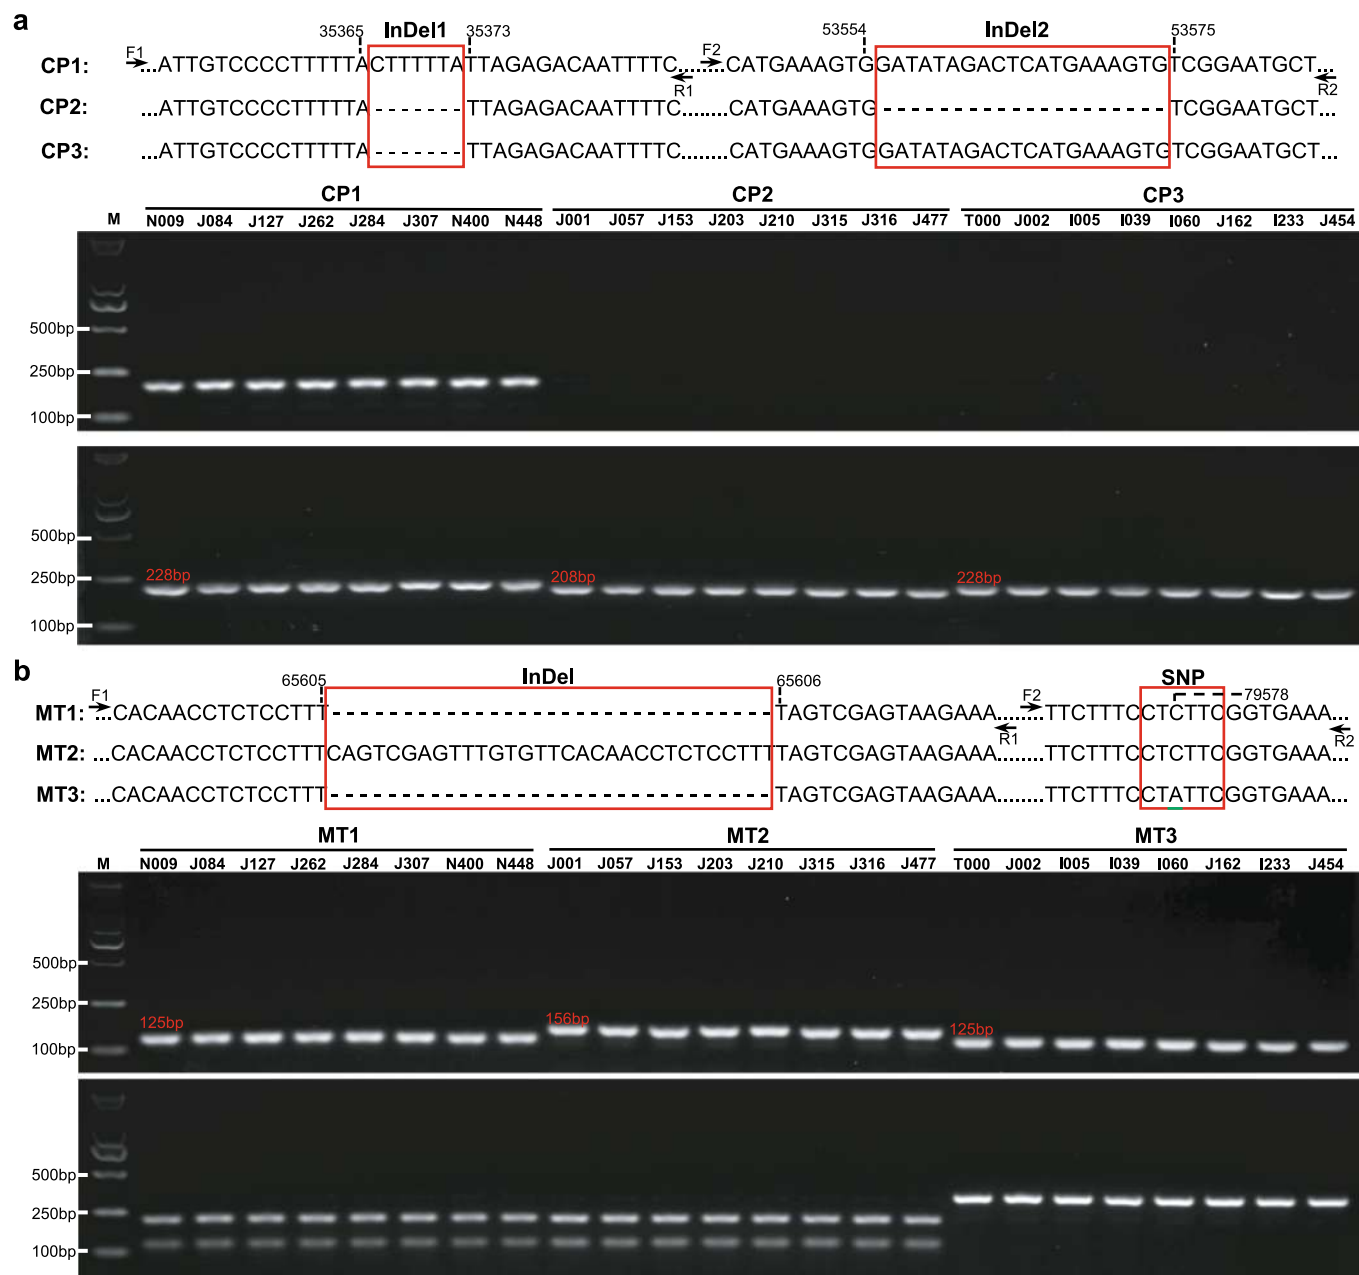 a
35365 InDel1 35373 53554 InDel2 53575
F1 F2
CP1: ...ATTGTCCCCTTTTTACTTTTTATTAGAGACAATTTTC........CATGAAAGTGGATATAGACTCATGAAAGTGTCGGAATGCT...
R1 R2
CP2: ...ATTGTCCCCTTTTTA-------TTAGAGACAATTTTC........CATGAAAGTG--------------------TCGGAATGCT...
CP3: ...ATTGTCCCCTTTTTA-------TTAGAGACAATTTTC........CATGAAAGTGGATATAGACTCATGAAAGTGTCGGAATGCT...
CP1 CP2 CP3
M N009 J084 J127 J262 J284 J307 N400 N448 J001 J057 J153 J203 J210 J315 J316 J477 T000 J002 I005 I039 I060 J162 I233 J454
500bp
250bp
100bp
500bp
250bp
228bp 208bp 228bp
100bp
b
65605 InDel 65606 SNP
F1 F2 79578
MT1: ...CACAACCTCTCCTTT-------------------------------TAGTCGAGTAAGAAA........TTCTTTCCTCTTCGGTGAAA...
R1 R2
MT2: ...CACAACCTCTCCTTTCAGTCGAGTTTGTGTTCACAACCTCTCCTTTTAGTCGAGTAAGAAA........TTCTTTCCTCTTCGGTGAAA...
MT3: ...CACAACCTCTCCTTT-------------------------------TAGTCGAGTAAGAAA........TTCTTTCCTATTCGGTGAAA...
MT1 MT2 MT3
M N009 J084 J127 J262 J284 J307 N400 N448 J001 J057 J153 J203 J210 J315 J316 J477 T000 J002 I005 I039 I060 J162 I233 J454
500bp
250bp
125bp 156bp 125bp
100bp
500bp
250bp
100bp